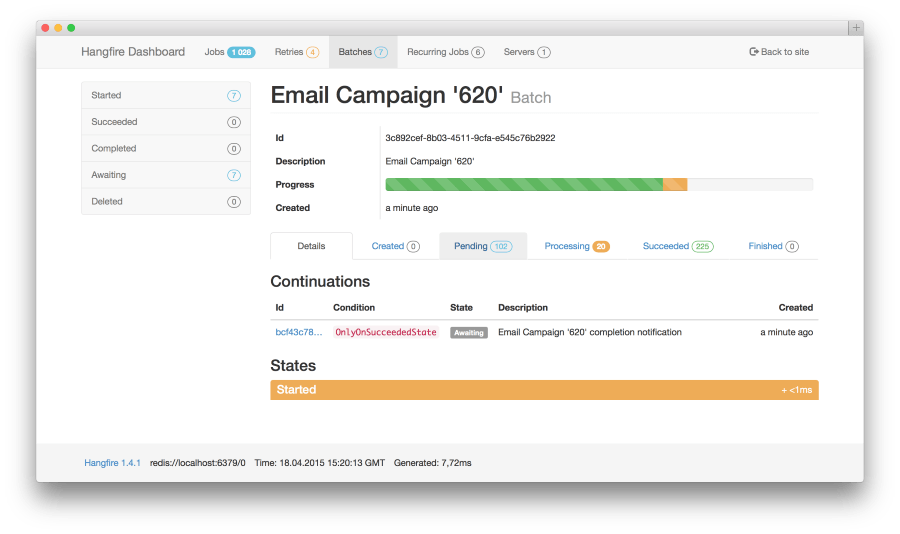 Hangfire Dashboard Jobs 1 026 Retries 4 Batches 7 Recurring Jobs 6 Servers 1 Back to site
Started 7
Succeeded 0
Completed 0
Awaiting 7
Deleted 0
Email Campaign '620' Batch
Id 3c892cef-8b03-4511-9cfa-e545c76b2922
Description Email Campaign '620'
Progress
Created a minute ago
Details Created 0 Pending 102 Processing 20 Succeeded 225 Finished 0
Continuations
Id Condition State Description Created
bcf43c78... OnlyOnSucceededState Awaiting Email Campaign '620' completion notification a minute ago
States
Started + <1ms
Hangfire 1.4.1 redis://localhost:6379/0 Time: 18.04.2015 15:20:13 GMT Generated: 7,72ms